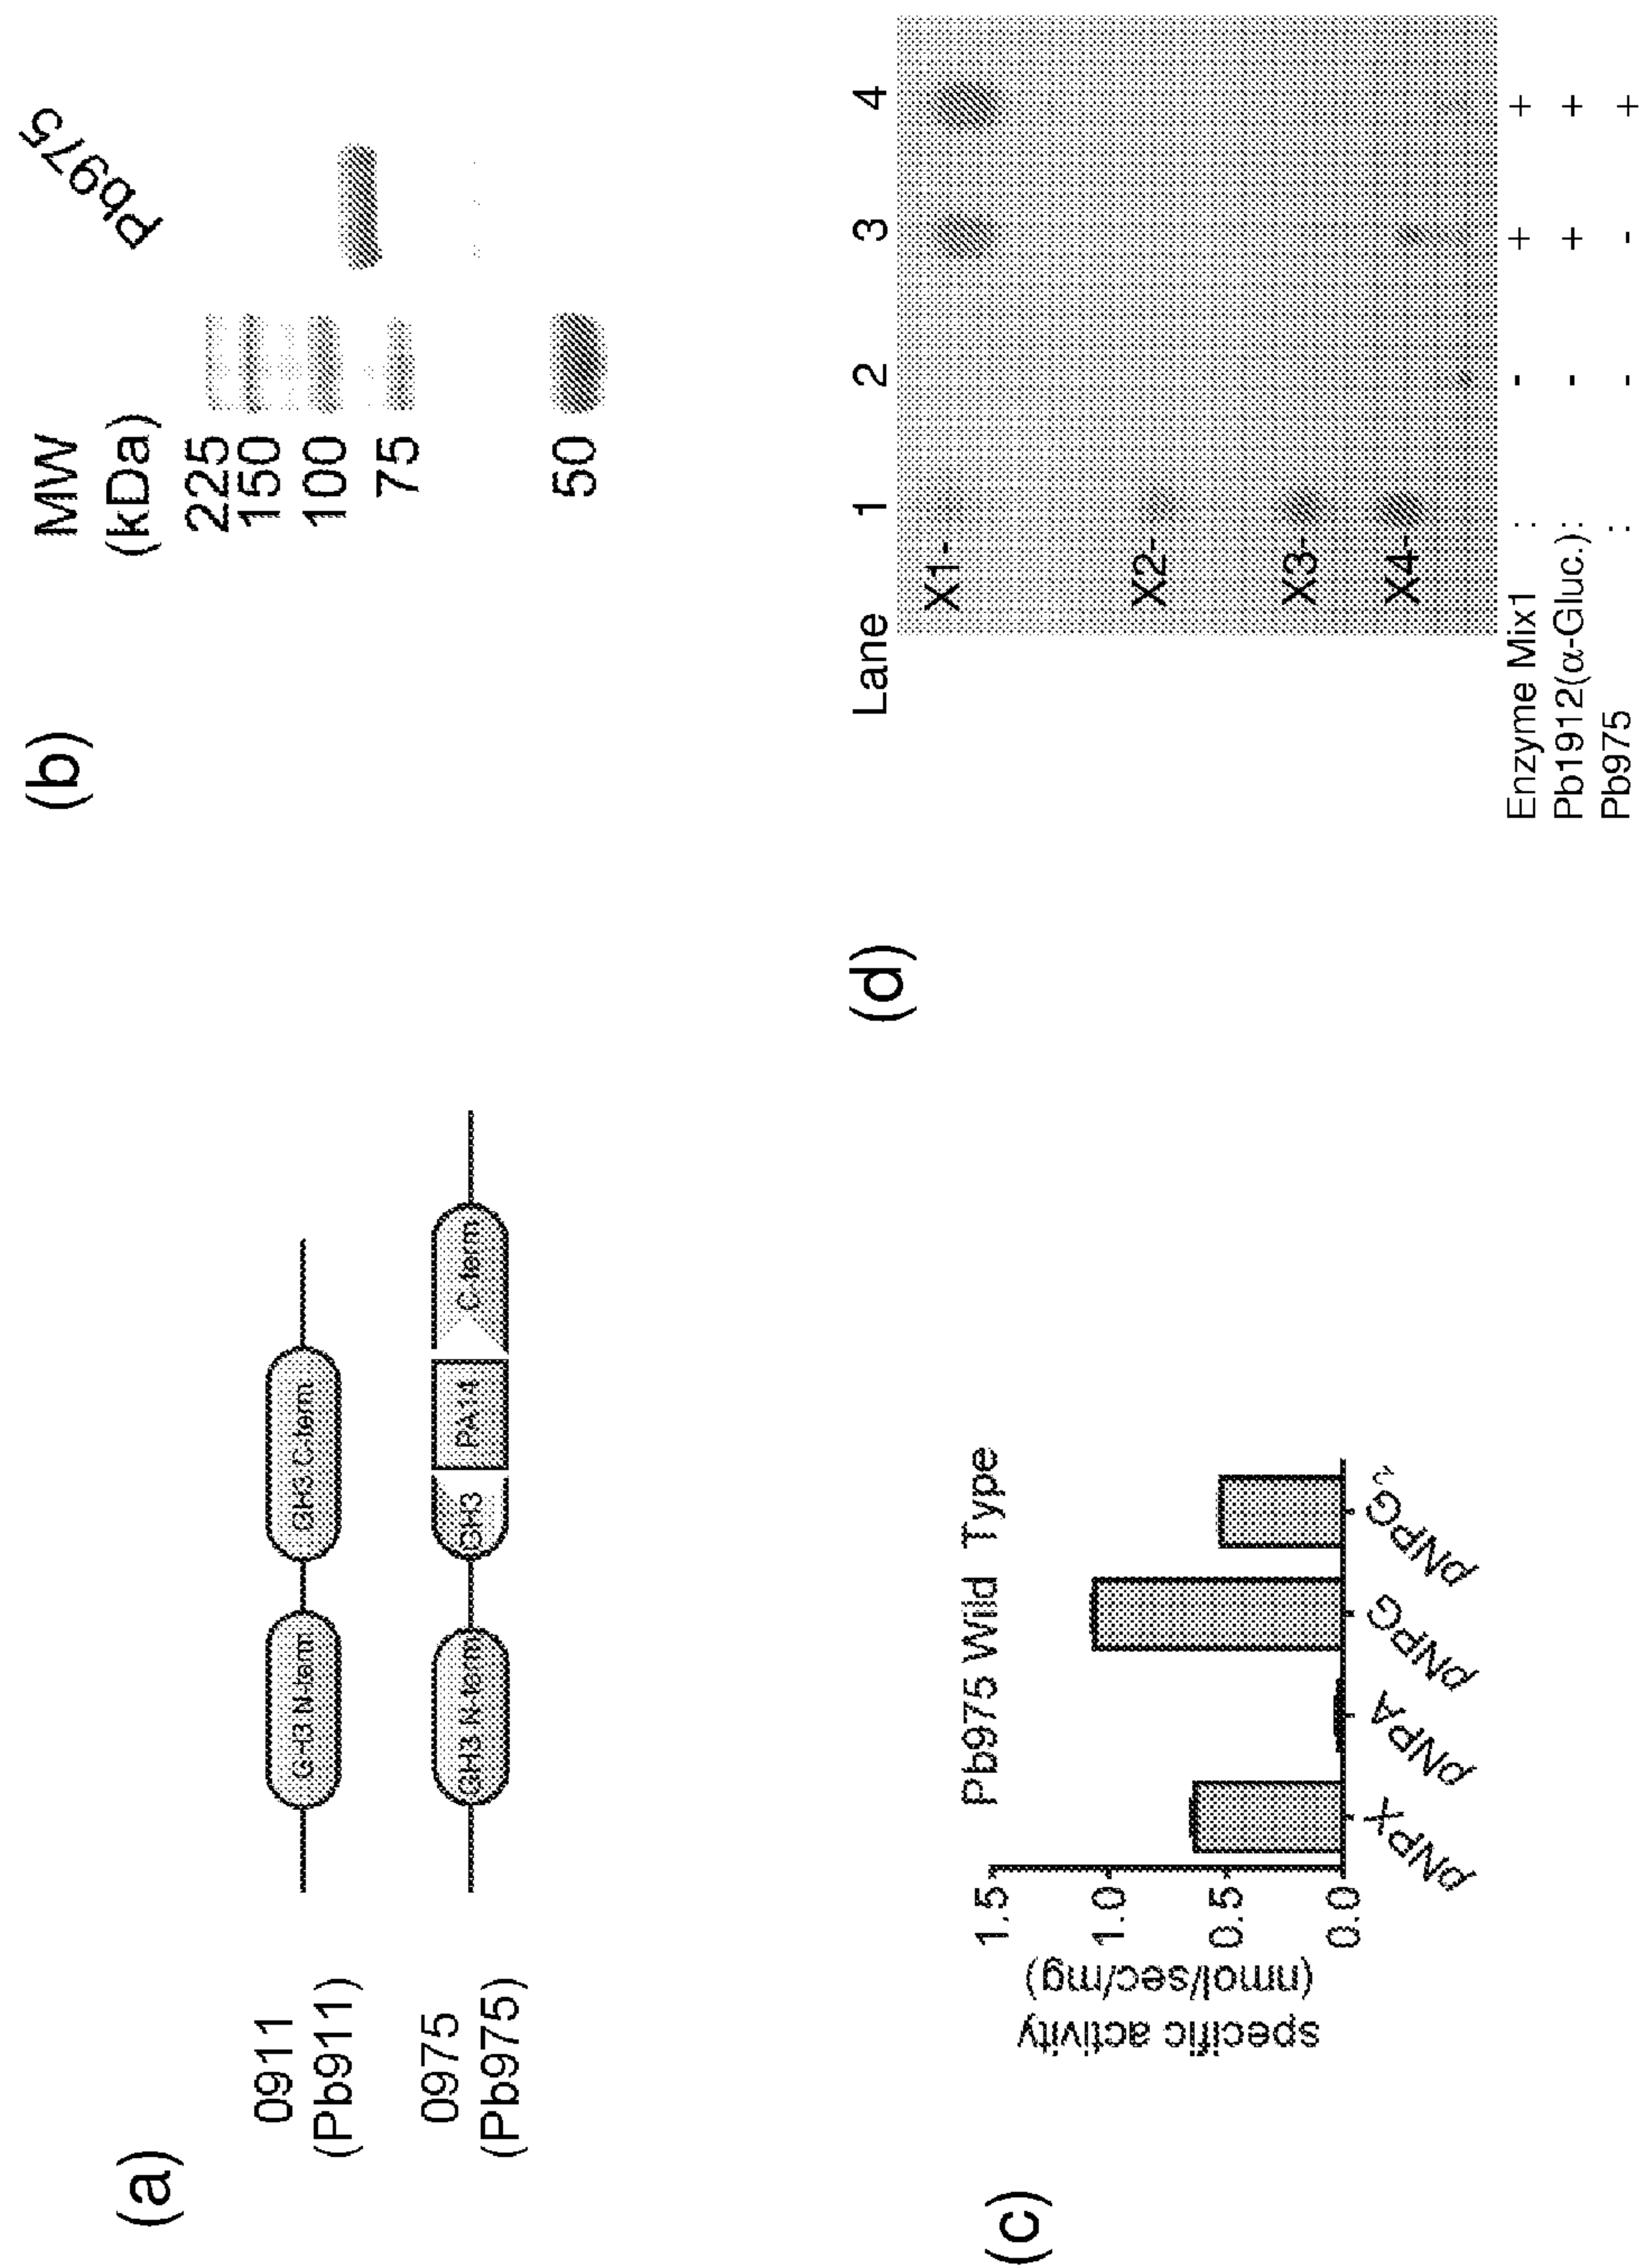 (a)
0911
(Pb911)
GH3 N-term
GH3 C-term
0975
(Pb975)
GH3 N-term
GH3
PA14
C-term
(b)
MW
(kDa)
Pb975
225
150
100
75
50
(c)
Pb975 Wild Type
specific activity
(nmol/sec/mg)
1.5
1.0
0.5
0.0
pNPX
pNPA
pNPG
pNPG2
(d)
Lane 1 2 3 4
X1-
X2-
X3-
X4-
Enzyme Mix1 : - + +
Pb1912(α-Gluc.): - + +
Pb975 : - - +